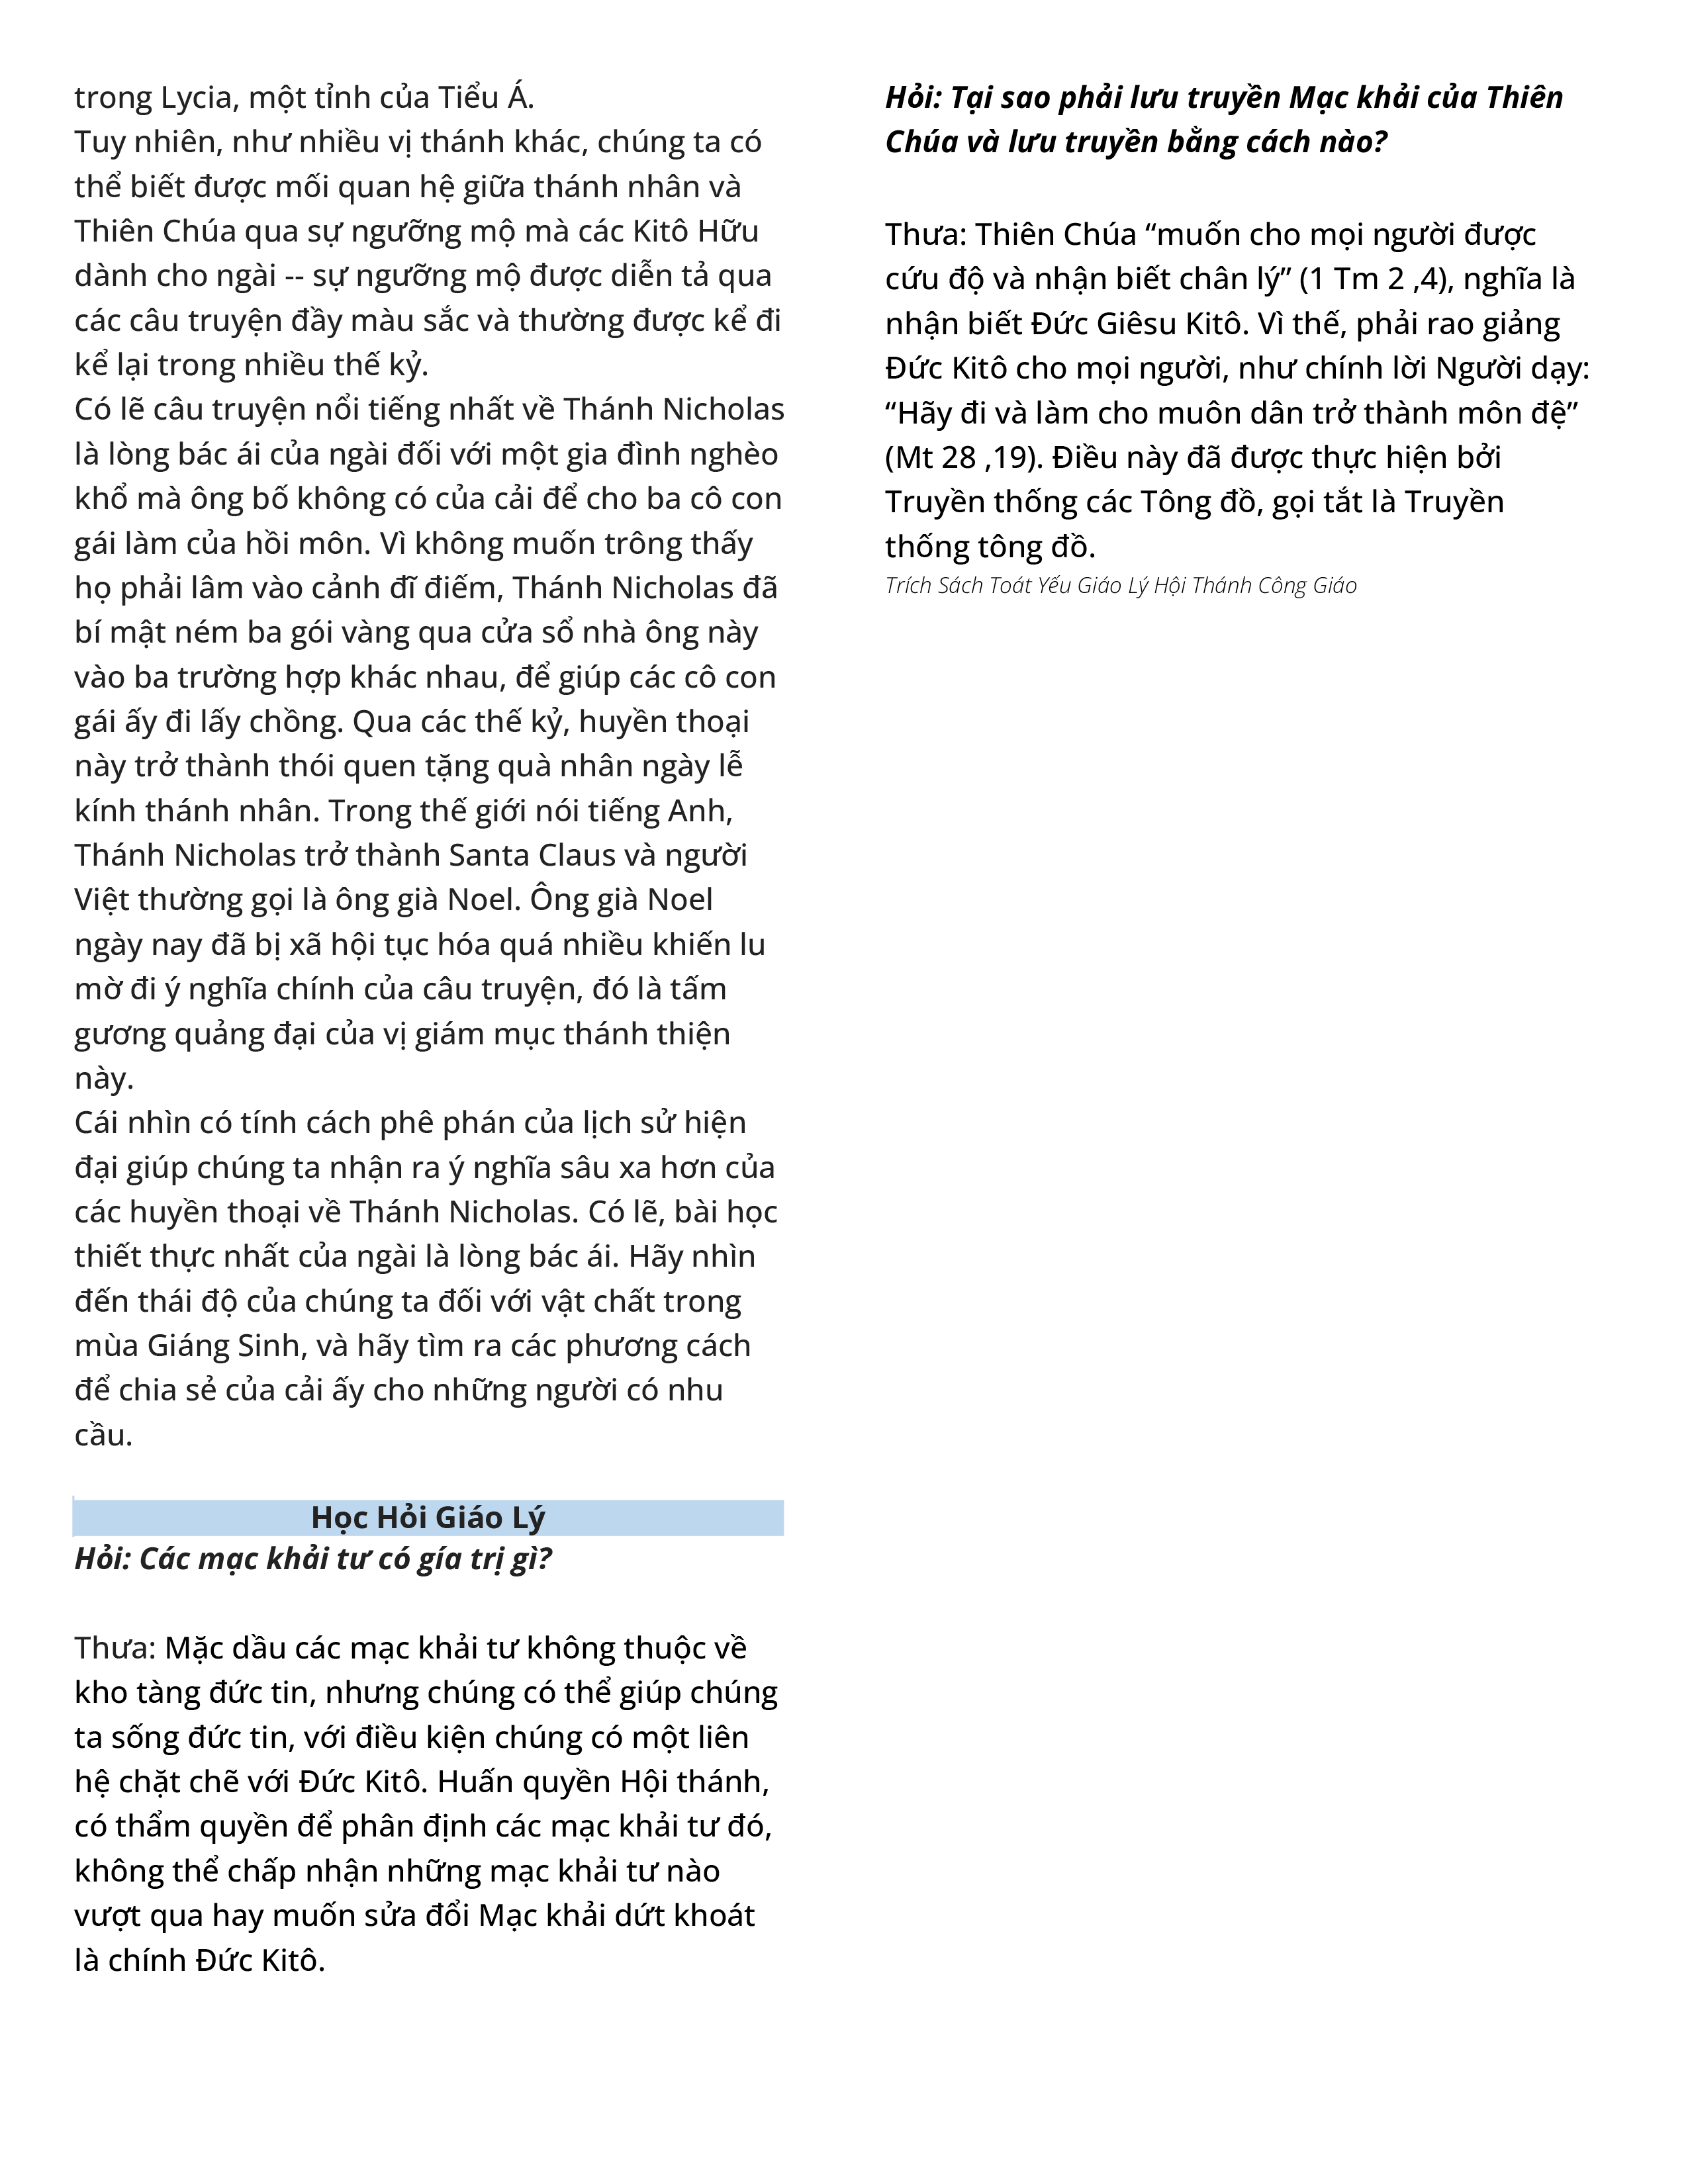 trong Lycia, một tỉnh của Tiểu Á.
Tuy nhiên, như nhiều vị thánh khác, chúng ta có
thể biết được mối quan hệ giữa thánh nhân và
Thiên Chúa qua sự ngưỡng mộ mà các Kitô Hữu
dành cho ngài -- sự ngưỡng mộ được diễn tả qua
các câu truyện đầy màu sắc và thường được kể đi
kể lại trong nhiều thế kỷ.
Có lẽ câu truyện nổi tiếng nhất về Thánh Nicholas
là lòng bác ái của ngài đối với một gia đình nghèo
khổ mà ông bố không có của cải để cho ba cô con
gái làm của hồi môn. Vì không muốn trông thấy
họ phải lâm vào cảnh đĩ điếm, Thánh Nicholas đã
bí mật ném ba gói vàng qua cửa sổ nhà ông này
vào ba trường hợp khác nhau, để giúp các cô con
gái ấy đi lấy chồng. Qua các thế kỷ, huyền thoại
này trở thành thói quen tặng quà nhân ngày lễ
kính thánh nhân. Trong thế giới nói tiếng Anh,
Thánh Nicholas trở thành Santa Claus và người
Việt thường gọi là ông già Noel. Ông già Noel
ngày nay đã bị xã hội tục hóa quá nhiều khiến lu
mờ đi ý nghĩa chính của câu truyện, đó là tấm
gương quảng đại của vị giám mục thánh thiện
này.
Cái nhìn có tính cách phê phán của lịch sử hiện
đại giúp chúng ta nhận ra ý nghĩa sâu xa hơn của
các huyền thoại về Thánh Nicholas. Có lẽ, bài học
thiết thực nhất của ngài là lòng bác ái. Hãy nhìn
đến thái độ của chúng ta đối với vật chất trong
mùa Giáng Sinh, và hãy tìm ra các phương cách
để chia sẻ của cải ấy cho những người có nhu
cầu.
Học Hỏi Giáo Lý
Hỏi: Các mạc khải tư có gía trị gì?
Thưa: Mặc dầu các mạc khải tư không thuộc về
kho tàng đức tin, nhưng chúng có thể giúp chúng
ta sống đức tin, với điều kiện chúng có một liên
hệ chặt chẽ với Đức Kitô. Huấn quyền Hội thánh,
có thẩm quyền để phân định các mạc khải tư đó,
không thể chấp nhận những mạc khải tư nào
vượt qua hay muốn sửa đổi Mạc khải dứt khoát
là chính Đức Kitô.
Hỏi: Tại sao phải lưu truyền Mạc khải của Thiên
Chúa và lưu truyền bằng cách nào?
Thưa: Thiên Chúa “muốn cho mọi người được
cứu độ và nhận biết chân lý” (1 Tm 2 ,4), nghĩa là
nhận biết Đức Giêsu Kitô. Vì thế, phải rao giảng
Đức Kitô cho mọi người, như chính lời Người dạy:
“Hãy đi và làm cho muôn dân trở thành môn đệ”
(Mt 28 ,19). Điều này đã được thực hiện bởi
Truyền thống các Tông đồ, gọi tắt là Truyền
thống tông đồ.
Trích Sách Toát Yếu Giáo Lý Hội Thánh Công Giáo